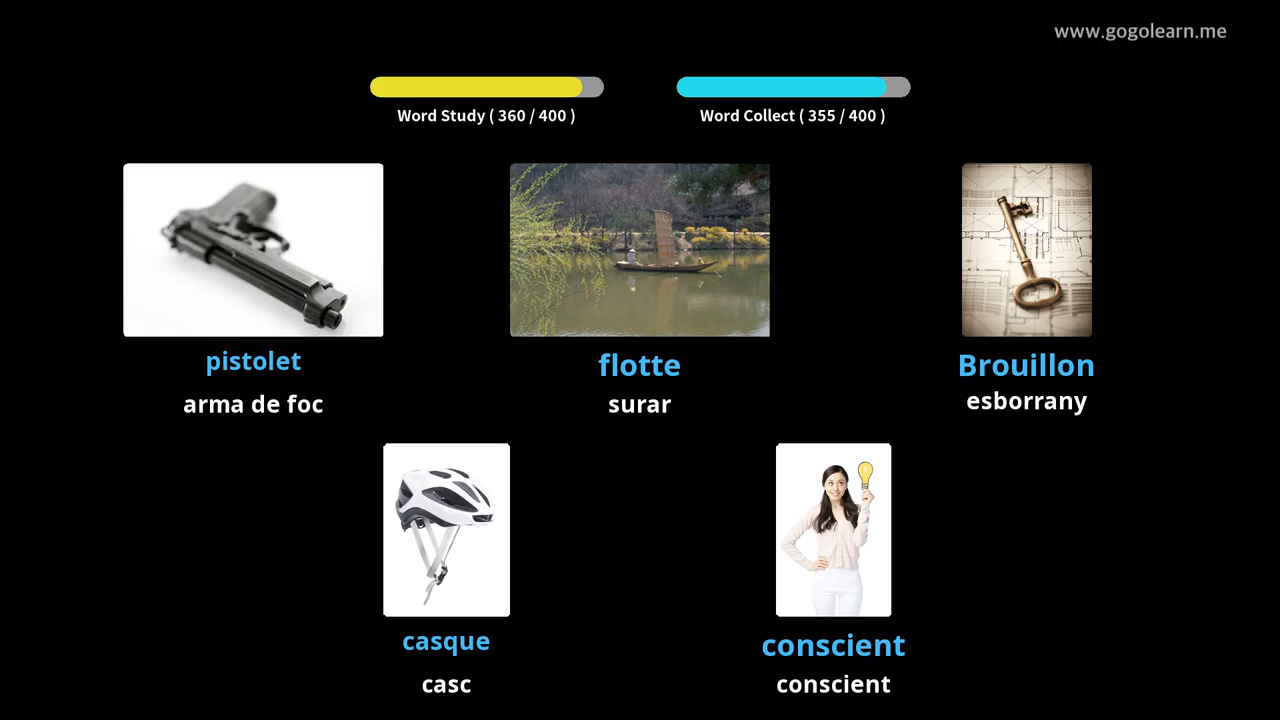 www.gogolearn.me
Word Study ( 360 / 400 )
Word Collect ( 355 / 400 )
pistolet
arma de foc
flotte
surar
Brouillon
esborrany
casque
casc
conscient
conscient